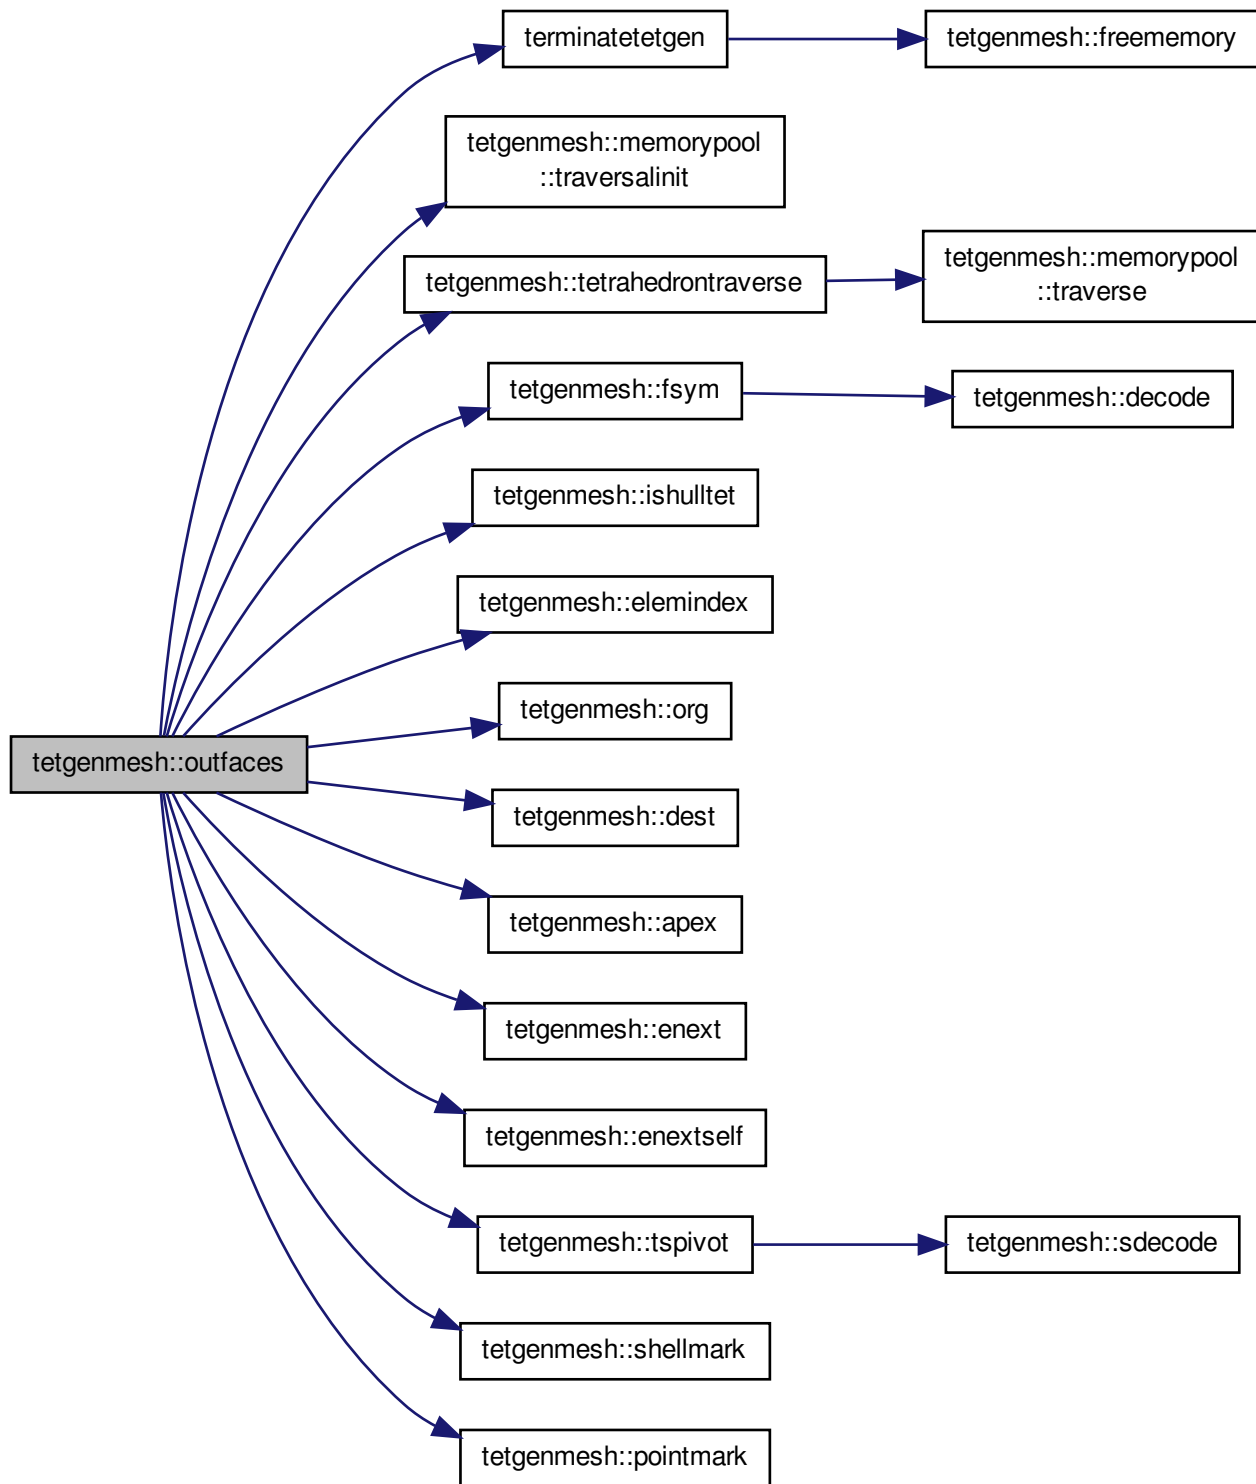 terminatetetgen
tetgenmesh::freememory
tetgenmesh::memorypool
::traversalinit
tetgenmesh::tetrahedrontraverse
tetgenmesh::memorypool
::traverse
tetgenmesh::fsym
tetgenmesh::decode
tetgenmesh::ishulltet
tetgenmesh::elemindex
tetgenmesh::org
tetgenmesh::outfaces
tetgenmesh::dest
tetgenmesh::apex
tetgenmesh::enext
tetgenmesh::enextself
tetgenmesh::tspivot
tetgenmesh::sdecode
tetgenmesh::shellmark
tetgenmesh::pointmark